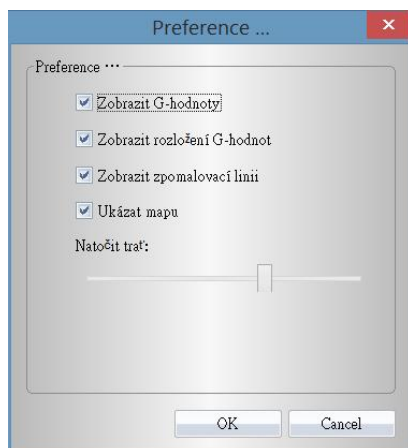 Preference ...
Preference ...
Zobrazit G-hodnoty
Zobrazit rozložení G-hodnot
Zobrazit zpomalovací linii
Ukázat mapu
Natočit trať:
OK Cancel